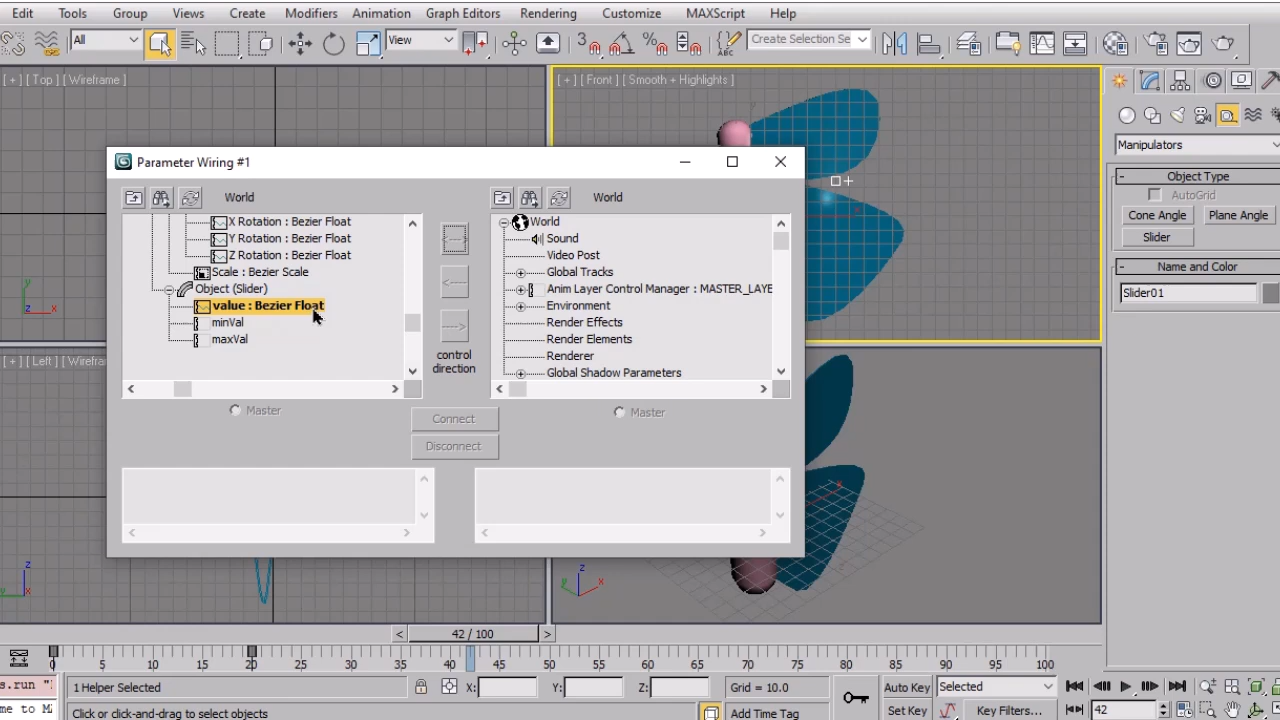 Edit Tools Group Views Create Modifiers Animation Graph Editors Rendering Customize MAXScript Help
All View 3 % ABC Create Selection Se
[ + ] [ Top ] [ Wireframe ]
[ + ] [ Front ] [ Smooth + Highlights ]
Manipulators
- Object Type
AutoGrid
Cone Angle Plane Angle
Slider
- Name and Color
Slider01
Parameter Wiring #1
World
X Rotation : Bezier Float
Y Rotation : Bezier Float
Z Rotation : Bezier Float
Scale : Bezier Scale
Object (Slider)
value : Bezier Float
minVal
maxVal
Master
control
direction
Connect
Disconnect
World
World
Sound
Video Post
Global Tracks
Anim Layer Control Manager : MASTER_LAYE
Environment
Render Effects
Render Elements
Renderer
Global Shadow Parameters
Master
[ + ] [ Left ] [ Wirefra
y
z
x
z
y
z
y
x
< 42 / 100 >
0 5 10 15 20 25 30 35 40 45 50 55 60 65 70 75 80 85 90 95 100
s.run "
1 Helper Selected
X: Y: Z:
Grid = 10.0
Auto Key Selected
me to M
Click or click-and-drag to select objects
Add Time Tag
Set Key Key Filters...
42